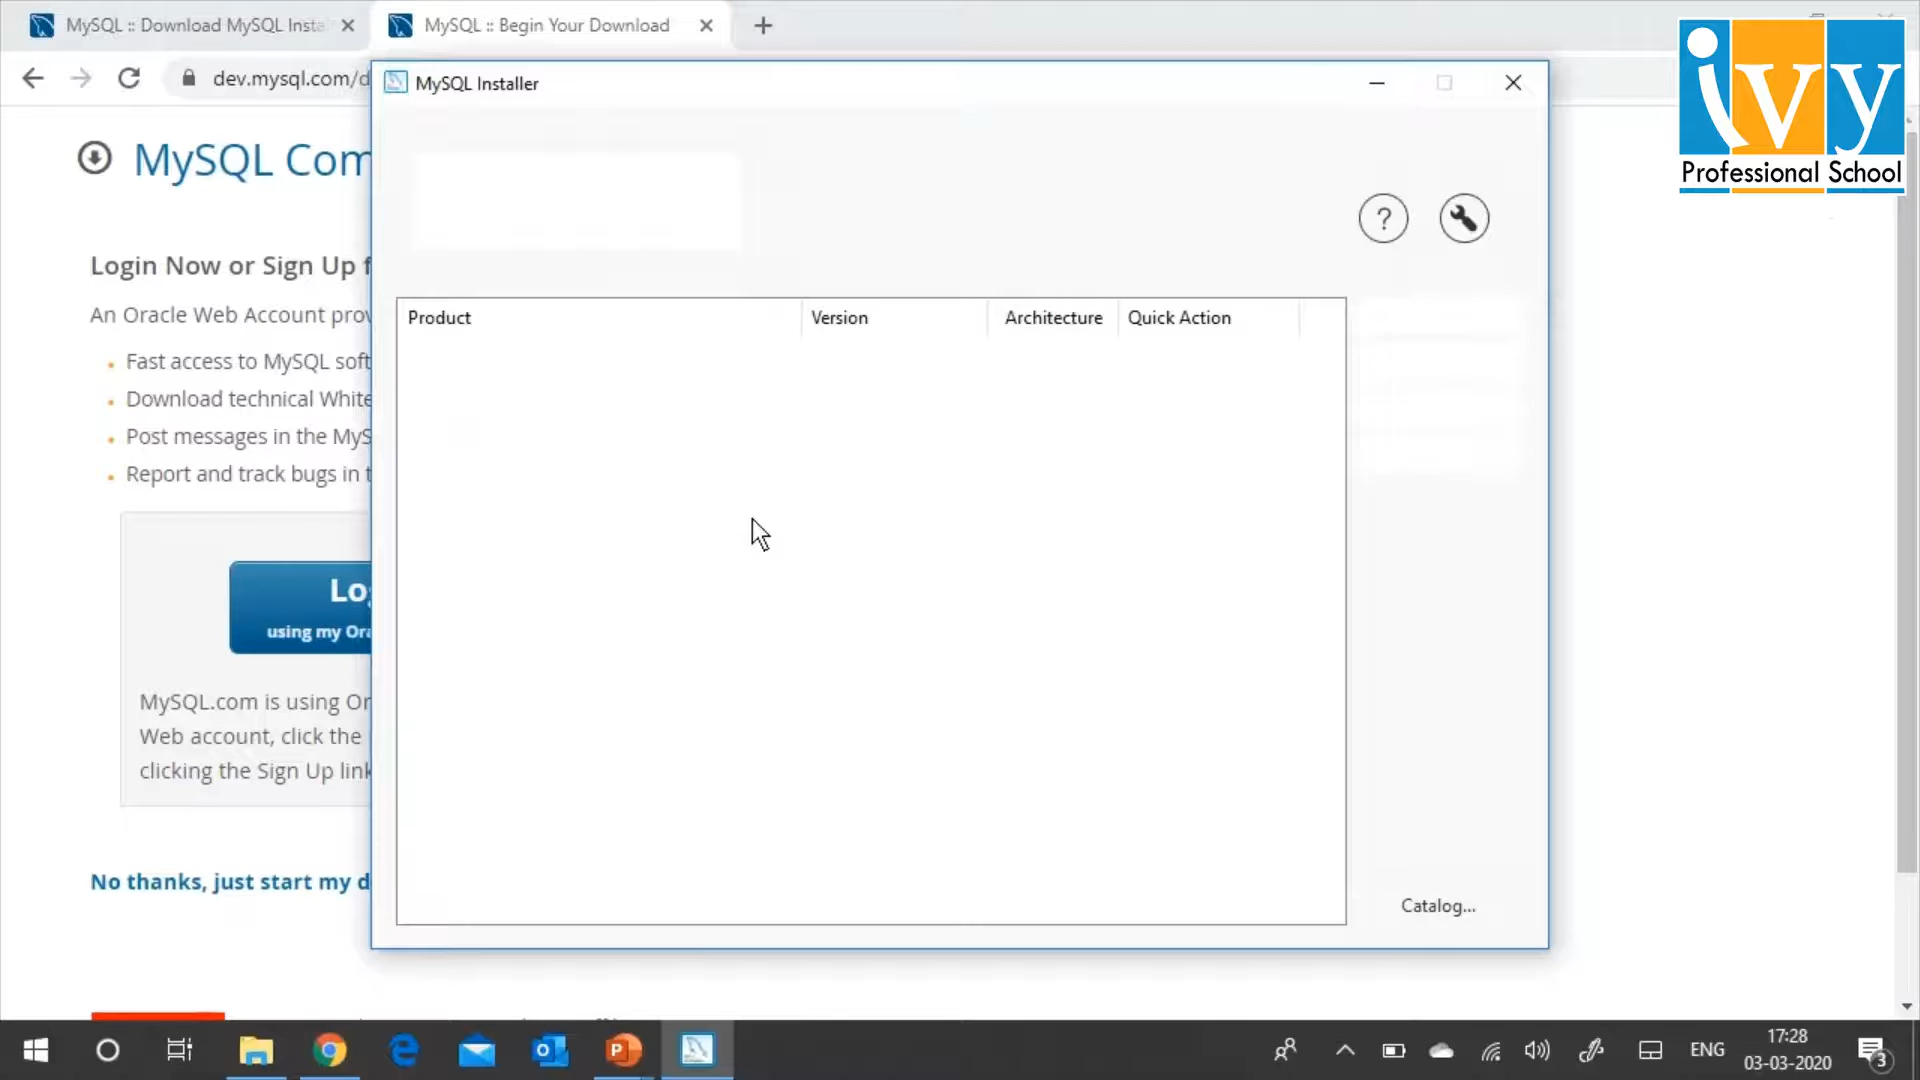 MySQL :: Download MySQL Insta
MySQL :: Begin Your Download
dev.mysql.com/d
MySQL Installer
ivy
Professional School
MySQL Com
Login Now or Sign Up f
An Oracle Web Account prov
Fast access to MySQL soft
Download technical White
Post messages in the MyS
Report and track bugs in t
Product
Version
Architecture
Quick Action
Lo
using my Ora
MySQL.com is using Or
Web account, click the
clicking the Sign Up link
No thanks, just start my d
Catalog...
ENG
17:28
03-03-2020
3